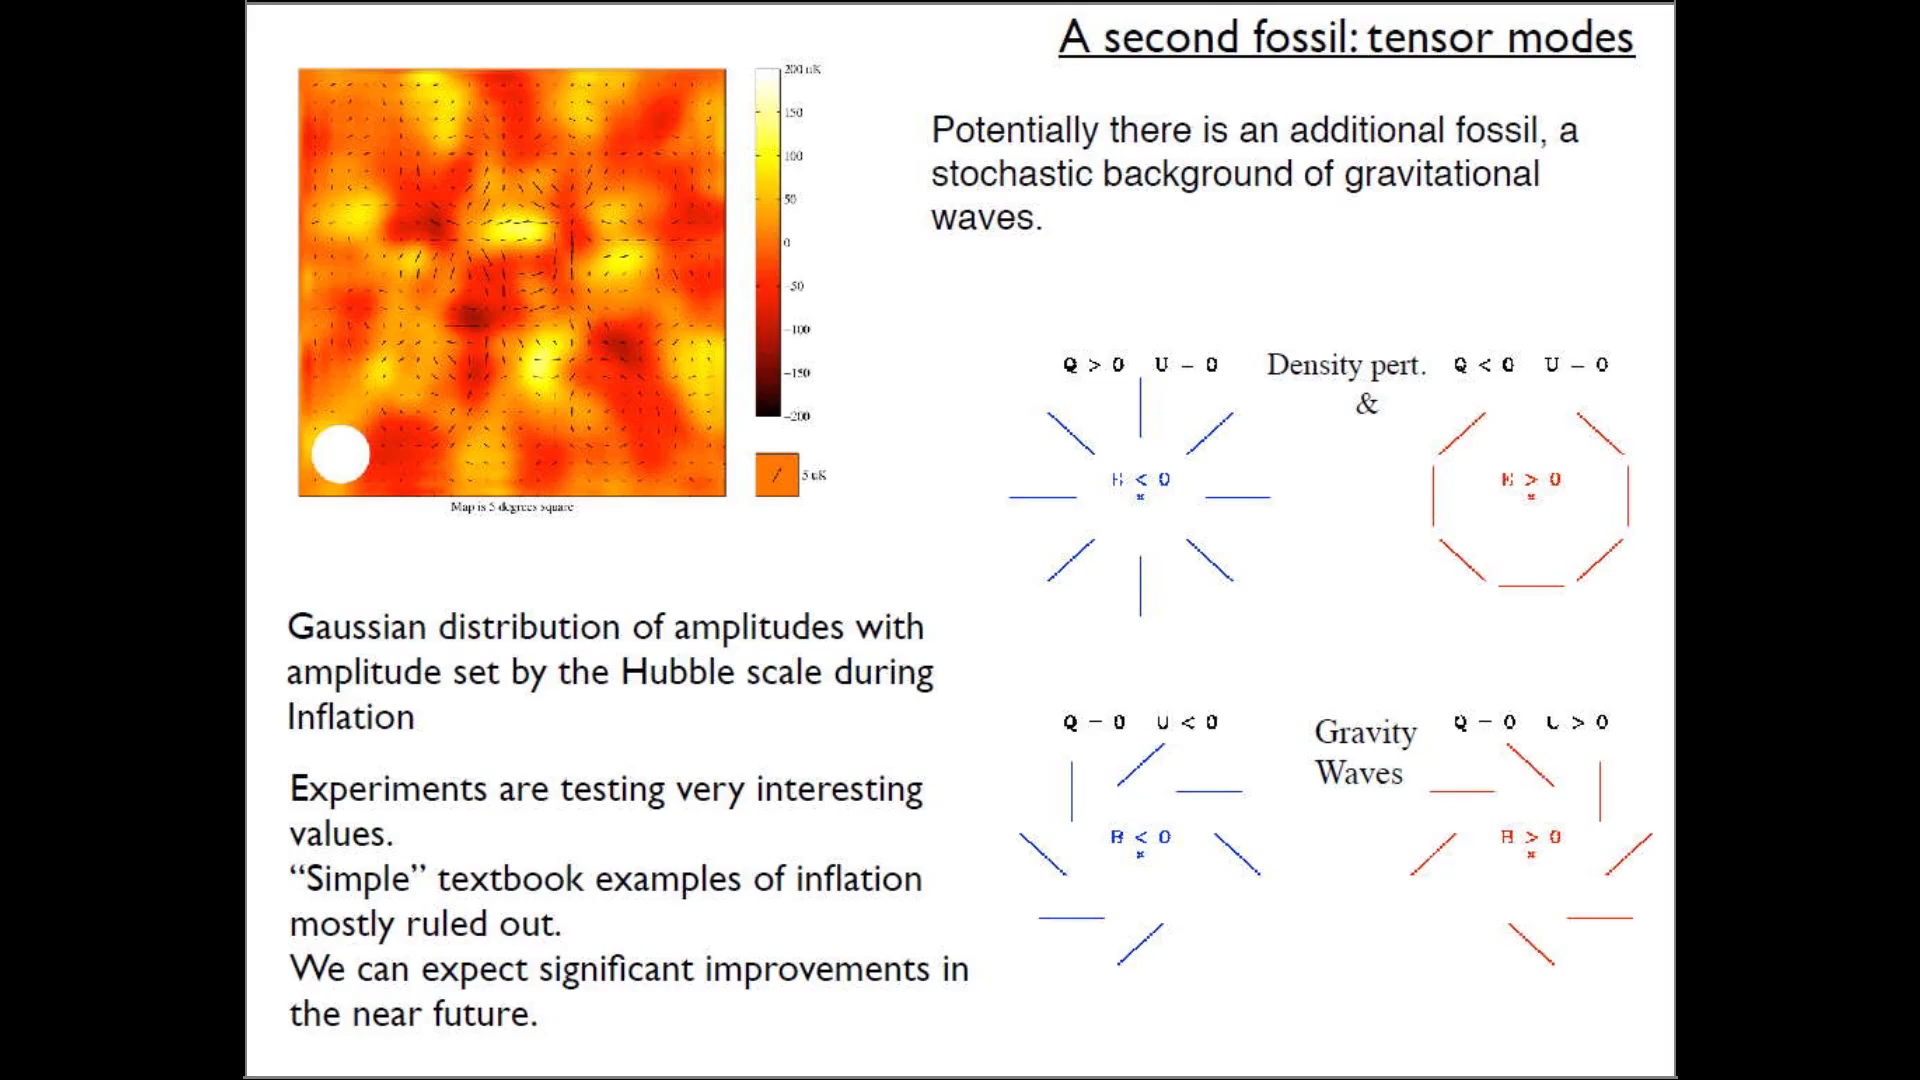 A second fossil: tensor modes
200 uK
150
100
50
0
-50
-100
-150
-200
5 uK
Map is 5 degrees square
Potentially there is an additional fossil, a
stochastic background of gravitational
waves.
Q > 0 U - 0
Density pert.
&
Q < 0 U - 0
E < 0
E > 0
Gaussian distribution of amplitudes with
amplitude set by the Hubble scale during
Inflation
Experiments are testing very interesting
values.
“Simple” textbook examples of inflation
mostly ruled out.
We can expect significant improvements in
the near future.
Q - 0 U < 0
Gravity
Waves
Q - 0 U > 0
B < 0
B > 0